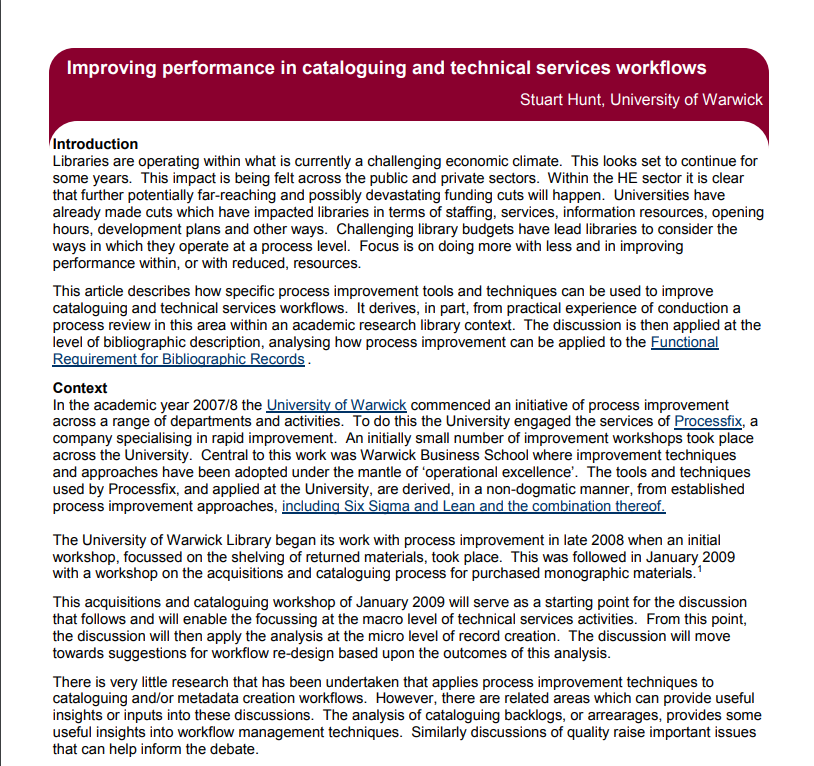 Improving performance in cataloguing and technical services workflows
Stuart Hunt, University of Warwick
Introduction
Libraries are operating within what is currently a challenging economic climate.  This looks set to continue for
some years.  This impact is being felt across the public and private sectors.  Within the HE sector it is clear
that further potentially far-reaching and possibly devastating funding cuts will happen.  Universities have
already made cuts which have impacted libraries in terms of staffing, services, information resources, opening
hours, development plans and other ways.  Challenging library budgets have lead libraries to consider the
ways in which they operate at a process level.  Focus is on doing more with less and in improving
performance within, or with reduced, resources.
This article describes how specific process improvement tools and techniques can be used to improve
cataloguing and technical services workflows.  It derives, in part, from practical experience of conduction a
process review in this area within an academic research library context.  The discussion is then applied at the
level of bibliographic description, analysing how process improvement can be applied to the Functional
Requirement for Bibliographic Records .
Context
In the academic year 2007/8 the University of Warwick commenced an initiative of process improvement
across a range of departments and activities.  To do this the University engaged the services of Processfix, a
company specialising in rapid improvement.  An initially small number of improvement workshops took place
across the University.  Central to this work was Warwick Business School where improvement techniques
and approaches have been adopted under the mantle of ‘operational excellence’.  The tools and techniques
used by Processfix, and applied at the University, are derived, in a non-dogmatic manner, from established
process improvement approaches, including Six Sigma and Lean and the combination thereof.
The University of Warwick Library began its work with process improvement in late 2008 when an initial
workshop, focussed on the shelving of returned materials, took place.  This was followed in January 2009
with a workshop on the acquisitions and cataloguing process for purchased monographic materials.¹
This acquisitions and cataloguing workshop of January 2009 will serve as a starting point for the discussion
that follows and will enable the focussing at the macro level of technical services activities.  From this point,
the discussion will then apply the analysis at the micro level of record creation.  The discussion will move
towards suggestions for workflow re-design based upon the outcomes of this analysis.
There is very little research that has been undertaken that applies process improvement techniques to
cataloguing and/or metadata creation workflows.  However, there are related areas which can provide useful
insights or inputs into these discussions.  The analysis of cataloguing backlogs, or arrearages, provides some
useful insights into workflow management techniques.  Similarly discussions of quality raise important issues
that can help inform the debate.